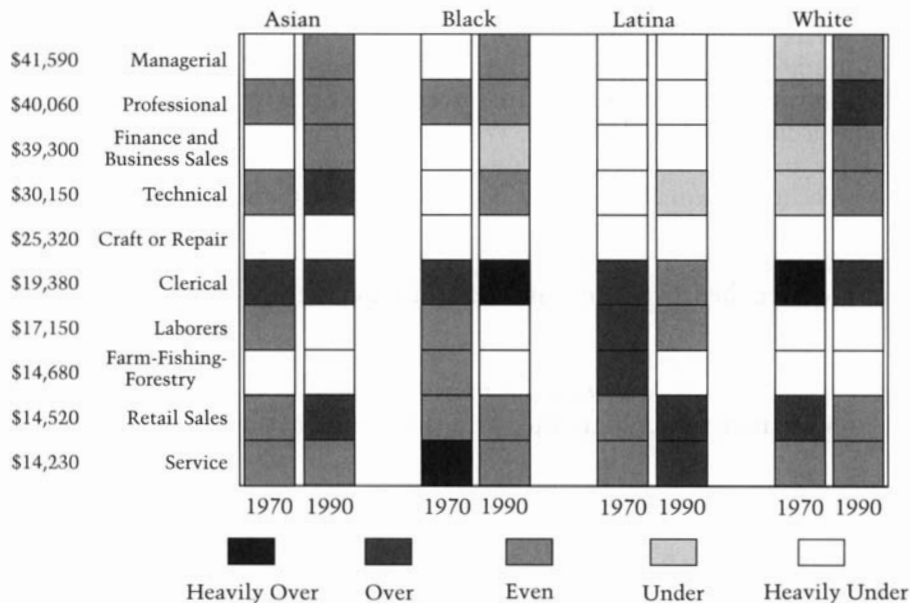 Asian Black Latina White
$41,590 Managerial
$40,060 Professional
$39,300 Finance and
Business Sales
$30,150 Technical
$25,320 Craft or Repair
$19,380 Clerical
$17,150 Laborers
$14,680 Farm-Fishing-
Forestry
$14,520 Retail Sales
$14,230 Service
1970 1990 1970 1990 1970 1990 1970 1990
Heavily Over Over Even Under Heavily Under